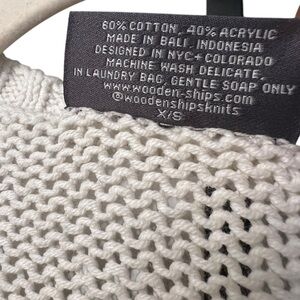 60% COTTON, 40% ACRYLIC
MADE IN BALI, INDONESIA
DESIGNED IN NYC + COLORADO
MACHINE WASH DELICATE,
IN LAUNDRY BAG, GENTLE SOAP ONLY
www.wooden-ships.com
@woodenshipsknits
X/S